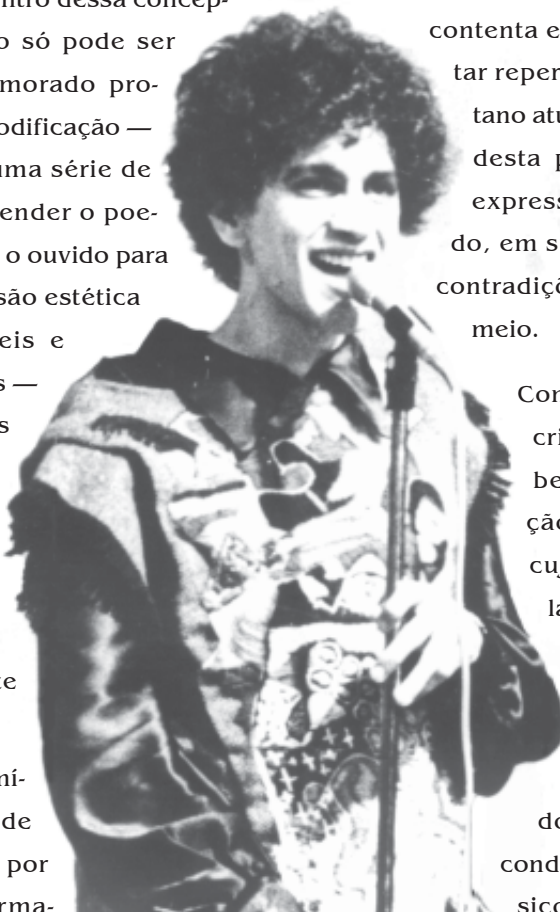 ntro dessa concep-
o só pode ser
morado pro-
odificação —
uma série de
ender o poe-
o ouvido para
são estética
eis e
s —
s
te
ní-
de
por
rma-
contenta e
tar reper
tano atu
desta p
express
do, em s
contradiçõ
meio.
Con
cri
be
ção
cuj
la
do
cond
sico